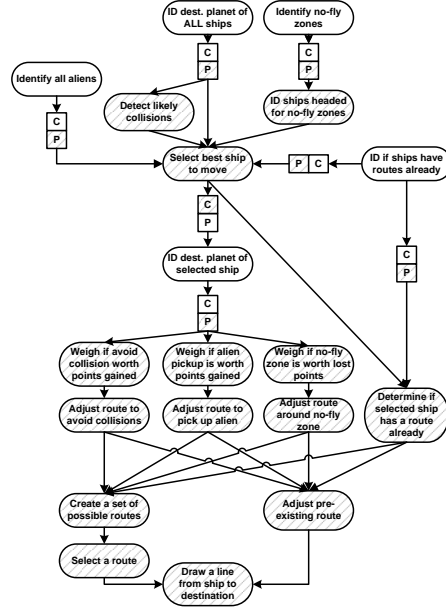 ID dest. planet of
ALL ships
Identify no-fly
zones
C
P
C
P
Identify all aliens
Detect likely
collisions
ID ships headed
for no-fly zones
C
P
Select best ship
to move
P C
ID if ships have
routes already
C
P
ID dest. planet of
selected ship
C
P
C
P
Weigh if avoid
collision worth
points gained
Weigh if alien
pickup is worth
points gained
Weigh if no-fly
zone is worth lost
points
Adjust route to
avoid collisions
Adjust route to
pick up alien
Adjust route
around no-fly
zone
Determine if
selected ship
has a route
already
Create a set of
possible routes
Adjust pre-
existing route
Select a route
Draw a line
from ship to
destination